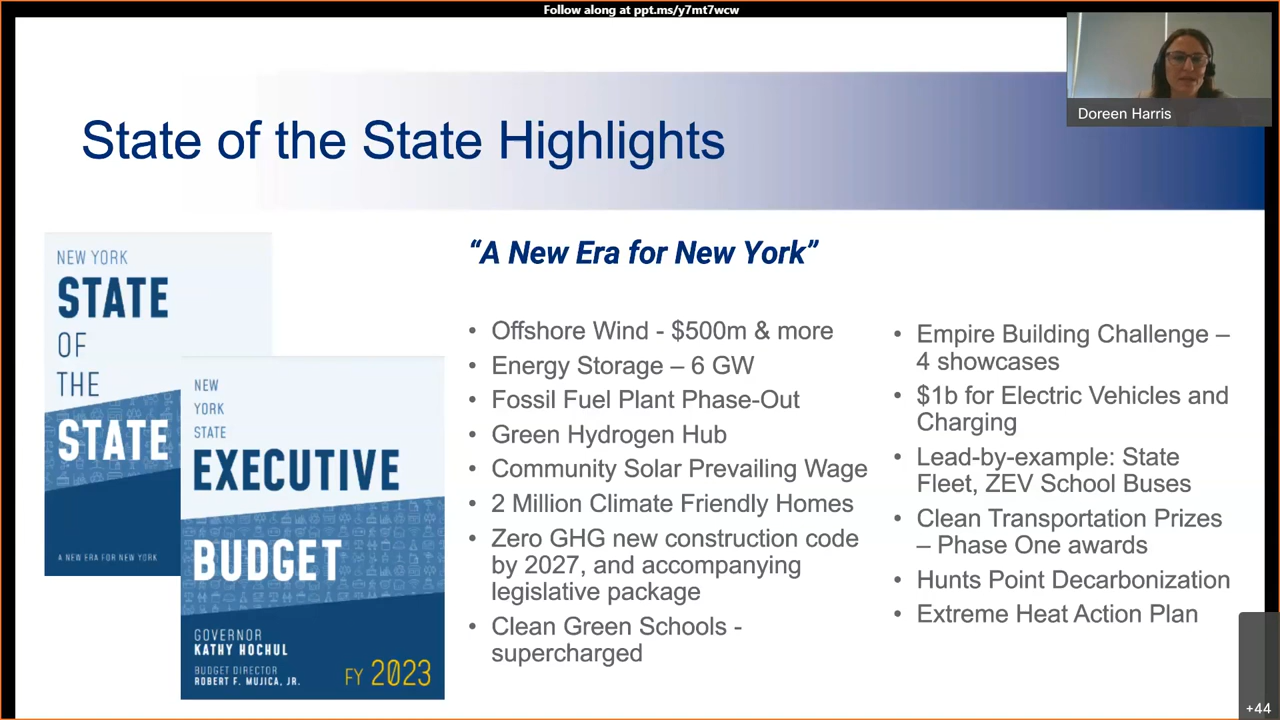 Follow along at ppt.ms/y7mt7wcw
Doreen Harris
State of the State Highlights
NEW YORK
STATE
OF
THE
STATE
A NEW ERA FOR NEW YORK
NEW
YORK
STATE
EXECUTIVE
BUDGET
GOVERNOR
KATHY HOCHUL
BUDGET DIRECTOR
ROBERT F. MUJICA, JR.
FY 2023
“A New Era for New York”
• Offshore Wind - $500m & more
• Energy Storage – 6 GW
• Fossil Fuel Plant Phase-Out
• Green Hydrogen Hub
• Community Solar Prevailing Wage
• 2 Million Climate Friendly Homes
• Zero GHG new construction code
by 2027, and accompanying
legislative package
• Clean Green Schools -
supercharged
• Empire Building Challenge –
4 showcases
• $1b for Electric Vehicles and
Charging
• Lead-by-example: State
Fleet, ZEV School Buses
• Clean Transportation Prizes
– Phase One awards
• Hunts Point Decarbonization
• Extreme Heat Action Plan
+44